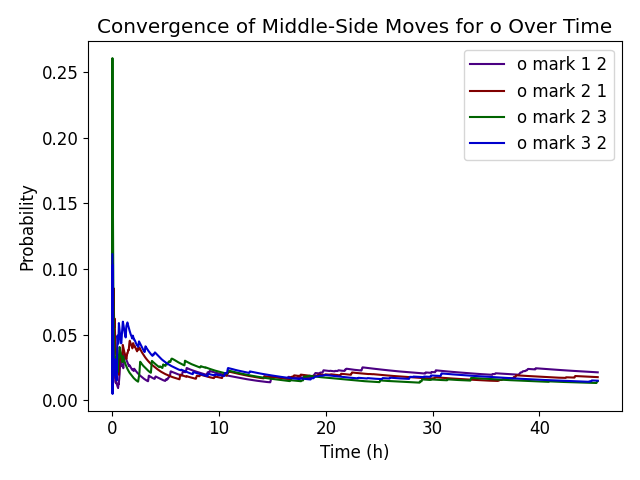 Convergence of Middle-Side Moves for o Over Time
o mark 1 2
o mark 2 1
o mark 2 3
o mark 3 2
Probability
0.25
0.20
0.15
0.10
0.05
0.00
0 10 20 30 40
Time (h)